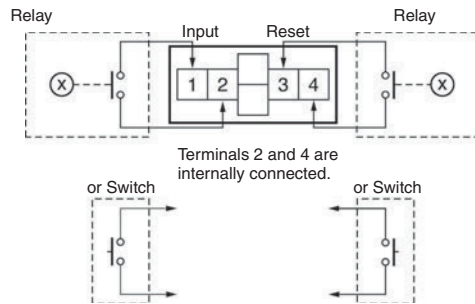 Relay
Relay
Input
Reset
X
1
2
3
4
X
Terminals 2 and 4 are
internally connected.
or Switch
or Switch